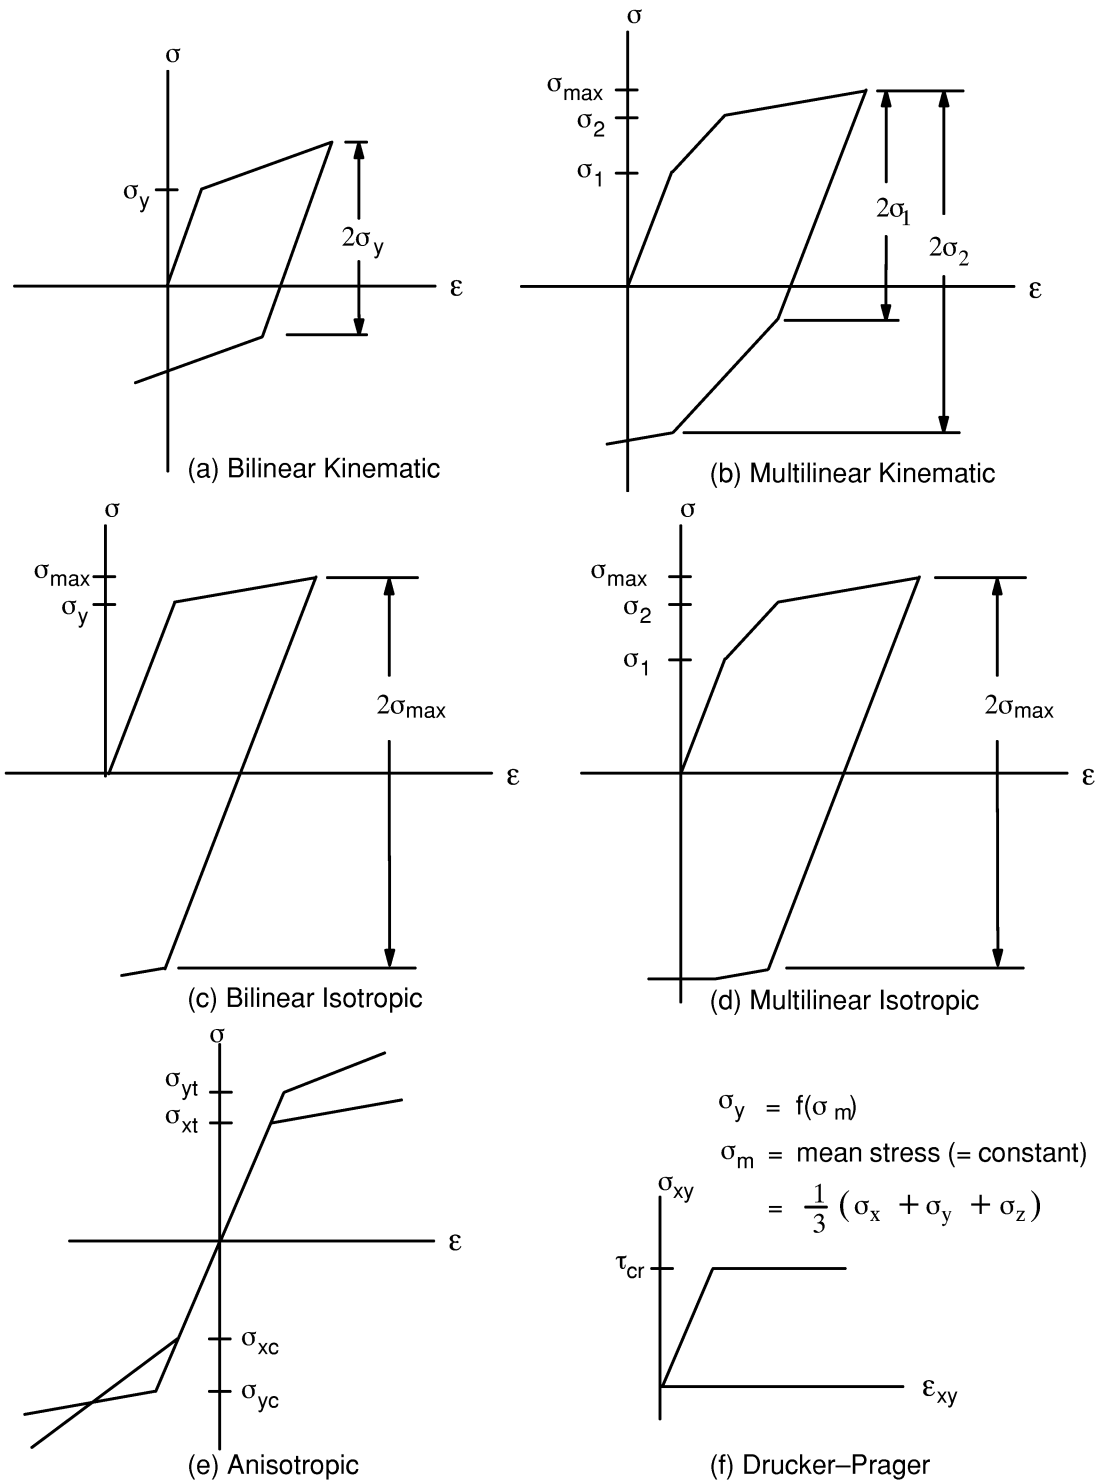 σ
σy
2σy
ε
(a) Bilinear Kinematic
σ
σmax
σ2
σ1
2σ1
2σ2
ε
(b) Multilinear Kinematic
σ
σmax
σy
2σmax
ε
(c) Bilinear Isotropic
σ
σmax
σ2
σ1
2σmax
ε
(d) Multilinear Isotropic
σ
σyt
σxt
ε
σxc
σyc
(e) Anisotropic
σy = f(σm)
σm = mean stress (= constant)
= 1/3 (σx + σy + σz)
σxy
τcr
εxy
(f) Drucker–Prager